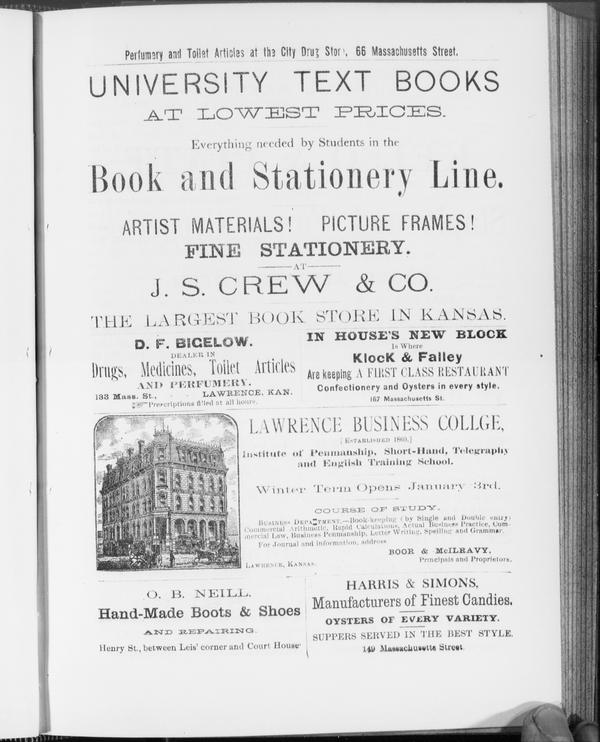 Perfumery and Toilet Articles at the City Drug Store, 66 Massachusetts Street.
UNIVERSITY TEXT BOOKS
AT LOWEST PRICES.
Everything needed by Students in the
Book and Stationery Line.
ARTIST MATERIALS! PICTURE FRAMES!
FINE STATIONERY.
AT
J. S. CREW & CO.
THE LARGEST BOOK STORE IN KANSAS.
D. F. BIGELOW.
DEALER IN
Drugs, Medicines, Toilet Articles
AND PERFUMERY.
133 Mass. St., - - LAWRENCE, KAN.
Prescriptions filled at all hours.
IN HOUSE'S NEW BLOCK
Is Where
Klock & Falley
Are keeping A FIRST CLASS RESTAURANT
Confectionery and Oysters in every style.
167 Massachusetts St.
LAWRENCE BUSINESS COLLGE,
[ESTABLISHED 1869.]
Institute of Penmanship, Short-Hand, Telegraphy
and English Training School.
Winter Term Opens January 3rd.
COURSE OF STUDY.
BUSINESS DEPARTMENT.—Book-keeping (by Single and Double entry)
Commercial Arithmetic, Rapid Calculations, Actual Business Practice, Com-
mercial Law, Business Penmanship, Letter Writing, Spelling and Grammar.
For Journal and information, address
BOOR & McILRAVY,
LAWRENCE, KANSAS. Principals and Proprietors.
O. B. NEILL,
Hand-Made Boots & Shoes
AND REPAIRING.
Henry St., between Leis' corner and Court House
HARRIS & SIMONS,
Manufacturers of Finest Candies.
OYSTERS OF EVERY VARIETY.
SUPPERS SERVED IN THE BEST STYLE.
149 Massachusetts Street.